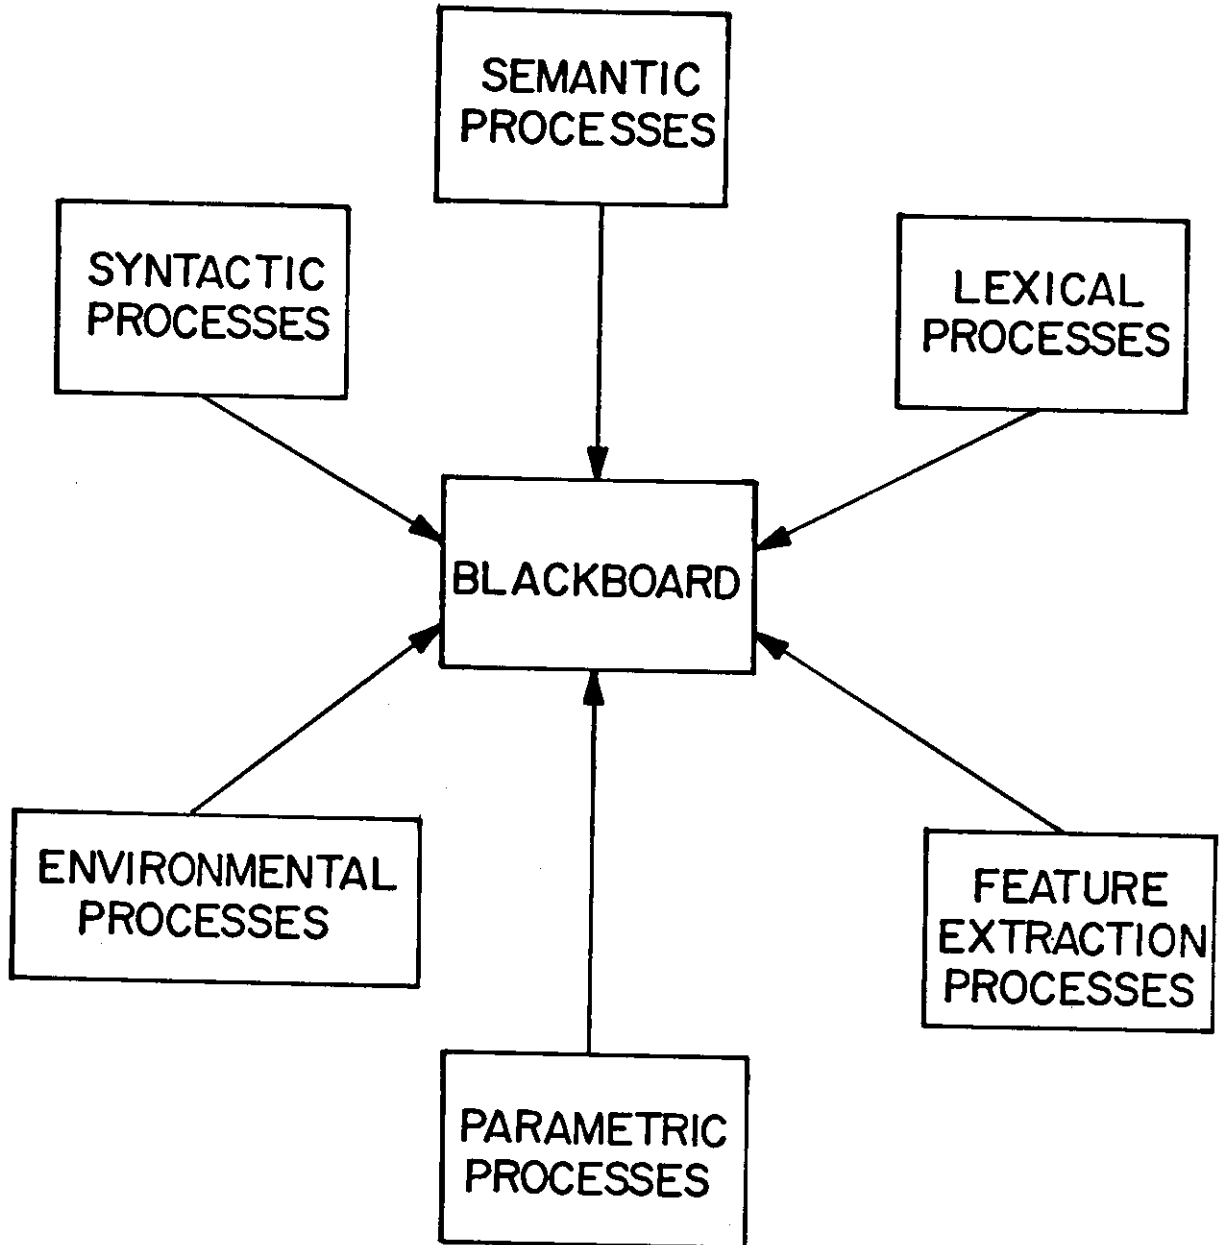 SEMANTIC
PROCESSES
SYNTACTIC
PROCESSES
LEXICAL
PROCESSES
BLACKBOARD
ENVIRONMENTAL
PROCESSES
FEATURE
EXTRACTION
PROCESSES
PARAMETRIC
PROCESSES